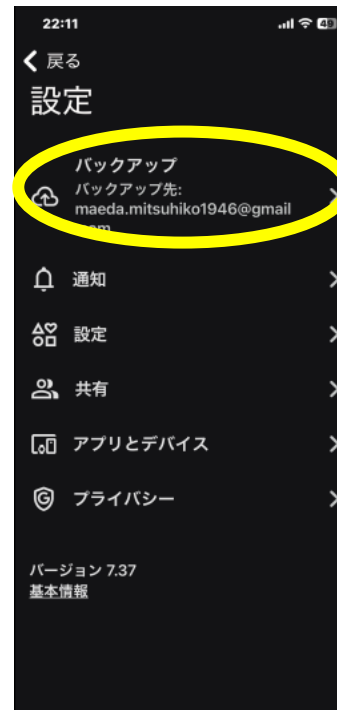 22:11
戻る
設定
バックアップ
バックアップ先:
maeda.mitsuhiko1946@gmail
通知
設定
共有
アプリとデバイス
プライバシー
バージョン 7.37
基本情報